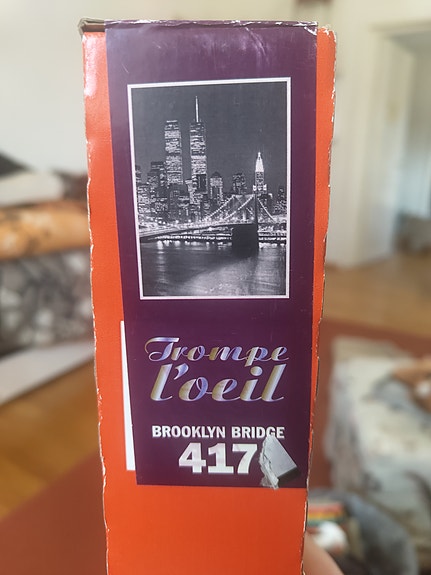 Trompe
l'oeil
BROOKLYN BRIDGE
417